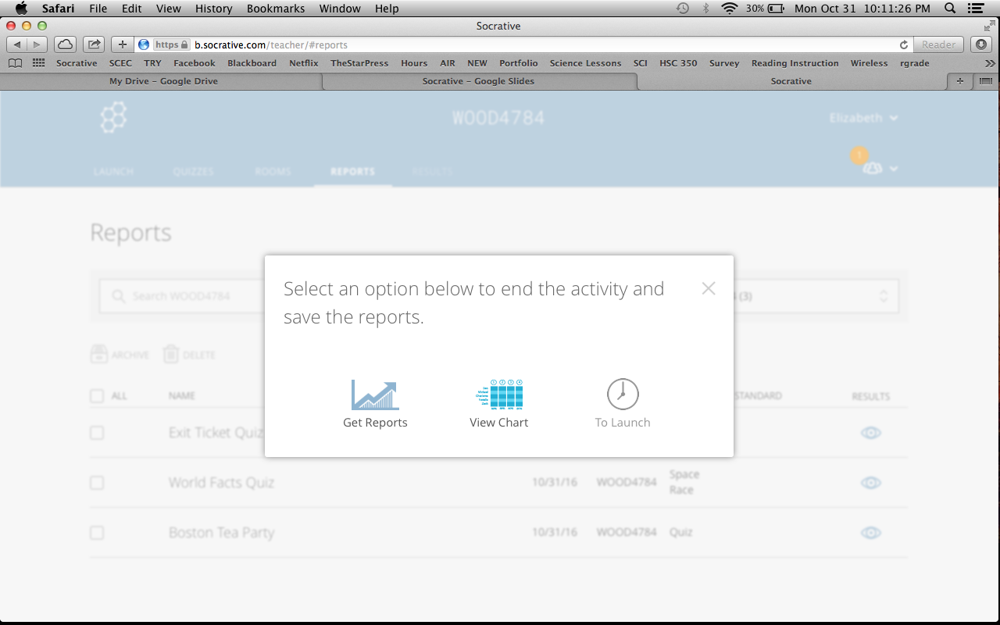 Safari File Edit View History Bookmarks Window Help 30% Mon Oct 31 10:11:26 PM
Socrative
https b.socrative.com/teacher/#reports Reader
Socrative SCEC TRY Facebook Blackboard Netflix TheStarPress Hours AIR NEW Portfolio Science Lessons SCI HSC 350 Survey Reading Instruction Wireless rgrade
My Drive – Google Drive Socrative – Google Slides Socrative
WOOD4784 Elizabeth
1
LAUNCH QUIZZES ROOMS REPORTS RESULTS
Reports
Select an option below to end the activity and
save the reports.
Search WOOD4784 (3)
ARCHIVE DELETE
Get Reports View Chart To Launch
ALL NAME STANDARD RESULTS
Exit Ticket Quiz
World Facts Quiz 10/31/16 WOOD4784 Space
Race
Boston Tea Party 10/31/16 WOOD4784 Quiz